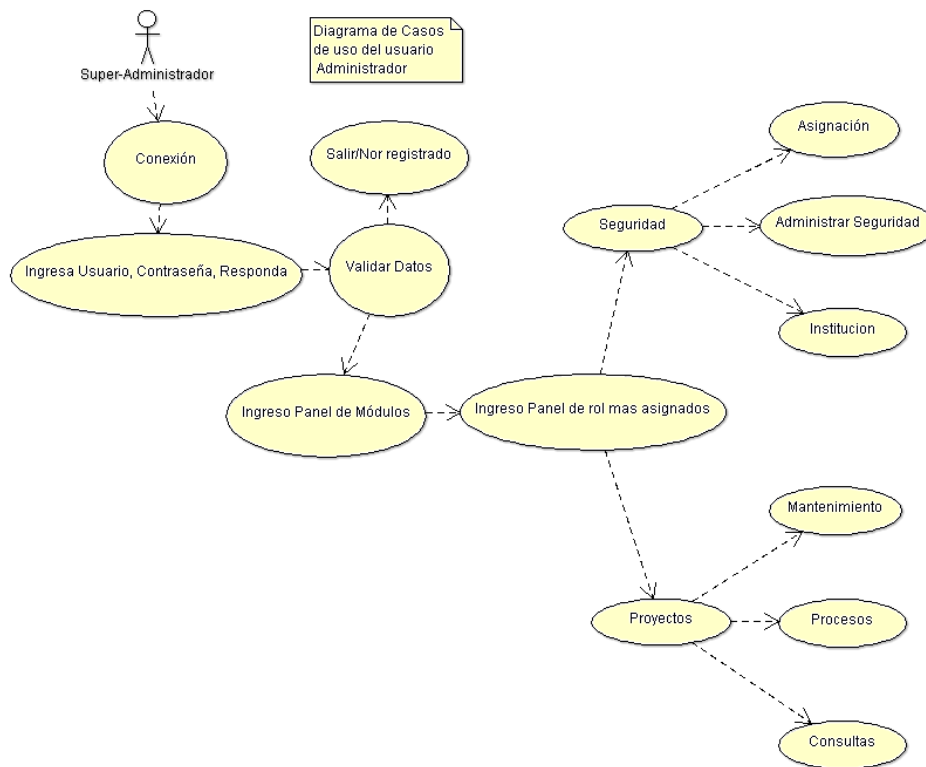 Diagrama de Casos
de uso del usuario
Administrador
Super-Administrador
Conexión
Salir/Nor registrado
Asignación
Ingresa Usuario, Contraseña, Responda
Validar Datos
Seguridad
Administrar Seguridad
Institucion
Ingreso Panel de Módulos
Ingreso Panel de rol mas asignados
Mantenimiento
Proyectos
Procesos
Consultas